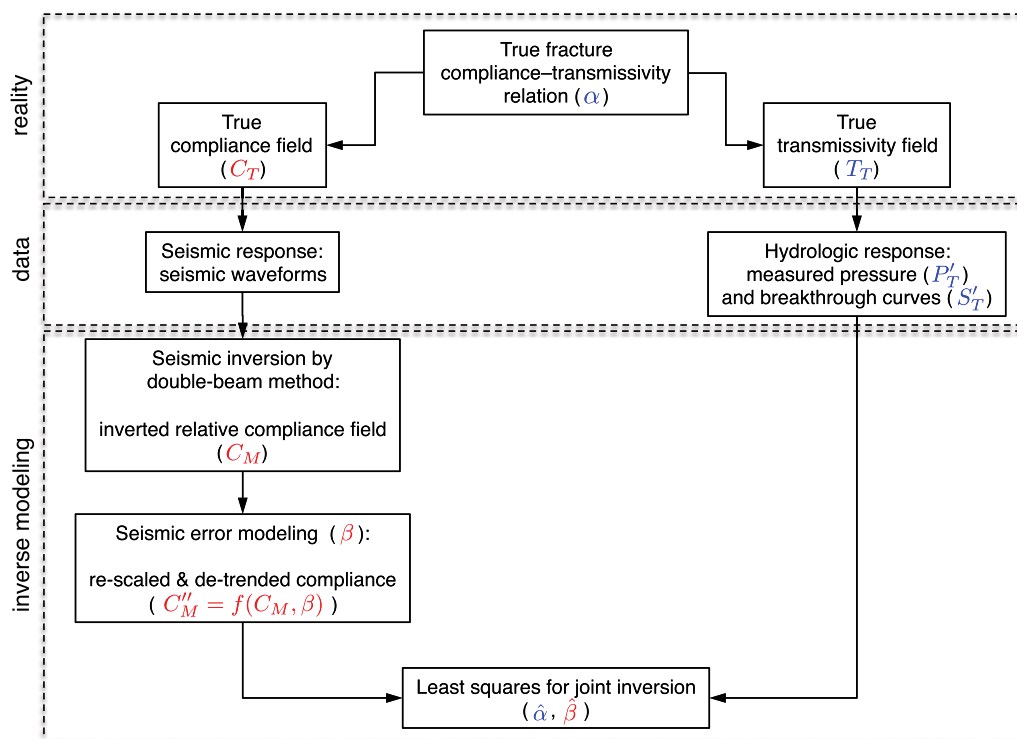 reality
True fracture
compliance–transmissivity
relation (α)
True
compliance field
(C_T)
True
transmissivity field
(T_T)
data
Seismic response:
seismic waveforms
Hydrologic response:
measured pressure (P′_T)
and breakthrough curves (S′_T)
inverse modeling
Seismic inversion by
double-beam method:
inverted relative compliance field
(C_M)
Seismic error modeling (β):
re-scaled & de-trended compliance
(C″_M = f(C_M, β))
Least squares for joint inversion
(α̂, β̂)